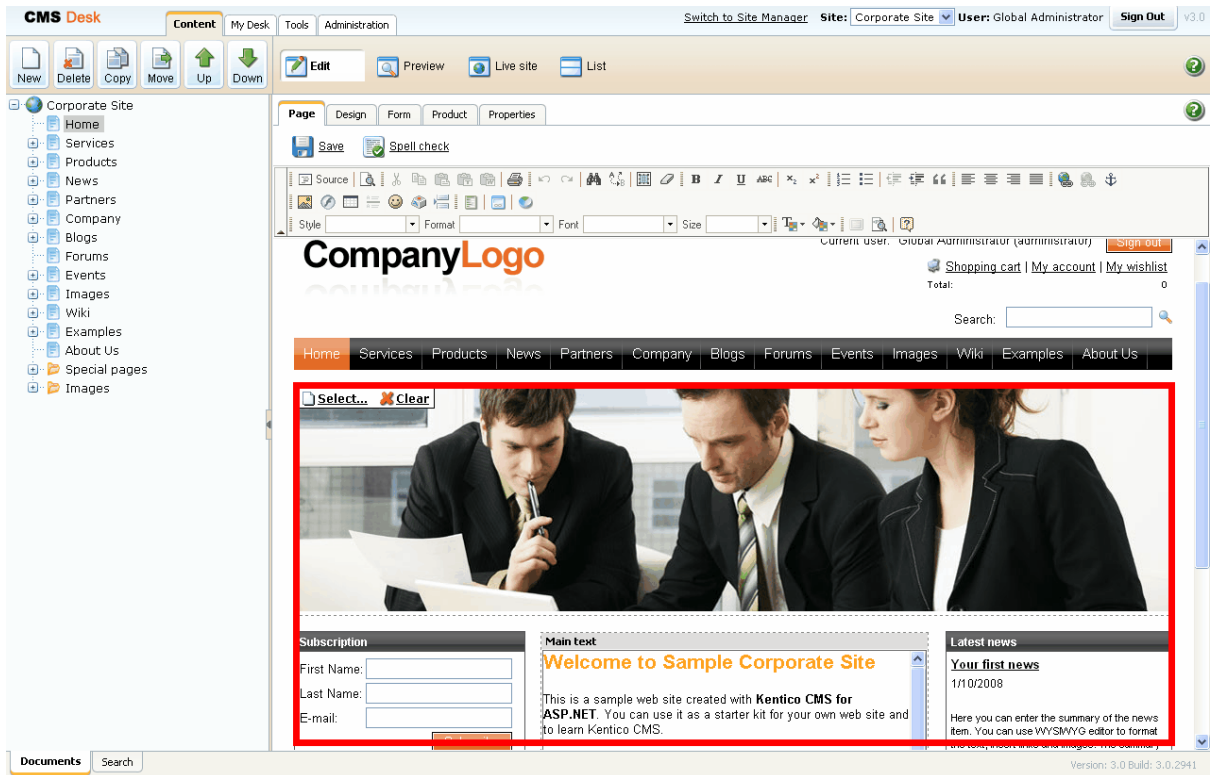 CMS Desk
Content My Desk Tools Administration
Switch to Site Manager Site: Corporate Site User: Global Administrator Sign Out v3.0
New Delete Copy Move Up Down
Edit Preview Live site List
Corporate Site
Home
Services
Products
News
Partners
Company
Blogs
Forums
Events
Images
Wiki
Examples
About Us
Special pages
Images
Page Design Form Product Properties
Save Spell check
Source
Style Format Font Size
CompanyLogo
Current user: Global Administrator (administrator) Sign out
Shopping cart | My account | My wishlist
Total: 0
Search:
Home Services Products News Partners Company Blogs Forums Events Images Wiki Examples About Us
Select... Clear
Subscription
First Name:
Last Name:
E-mail:
Main text
Welcome to Sample Corporate Site
This is a sample web site created with Kentico CMS for
ASP.NET. You can use it as a starter kit for your own web site and
to learn Kentico CMS.
Latest news
Your first news
1/10/2008
Here you can enter the summary of the news
item. You can use WYSIWYG editor to format
the text, insert links and images. The summary
Documents Search
Version: 3.0 Build: 3.0.2941